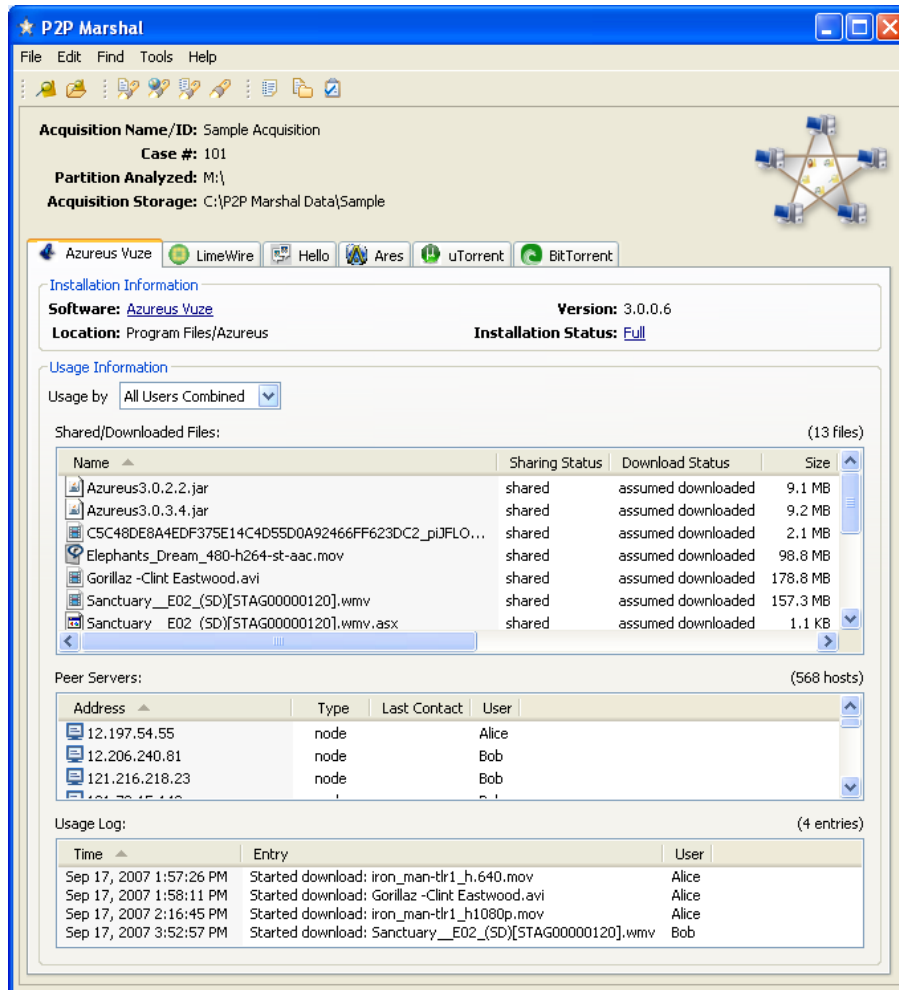 P2P Marshal
File Edit Find Tools Help
Acquisition Name/ID: Sample Acquisition
Case #: 101
Partition Analyzed: M:\
Acquisition Storage: C:\P2P Marshal Data\Sample
Azureus Vuze LimeWire Hello Ares uTorrent BitTorrent
Installation Information
Software: Azureus Vuze Version: 3.0.0.6
Location: Program Files/Azureus Installation Status: Full
Usage Information
Usage by All Users Combined
Shared/Downloaded Files: (13 files)
Name Sharing Status Download Status Size
Azureus3.0.2.2.jar shared assumed downloaded 9.1 MB
Azureus3.0.3.4.jar shared assumed downloaded 9.2 MB
C5C48DE8A4EDF375E14C4D55D0A92466FF623DC2_piJFLO... shared assumed downloaded 2.1 MB
Elephants_Dream_480-h264-st-aac.mov shared assumed downloaded 98.8 MB
Gorillaz -Clint Eastwood.avi shared assumed downloaded 178.8 MB
Sanctuary__E02_(SD)[STAG00000120].wmv shared assumed downloaded 157.3 MB
Sanctuary__E02_(SD)[STAG00000120].wmv.asx shared assumed downloaded 1.1 KB
Peer Servers: (568 hosts)
Address Type Last Contact User
12.197.54.55 node Alice
12.206.240.81 node Bob
121.216.218.23 node Bob
Usage Log: (4 entries)
Time Entry User
Sep 17, 2007 1:57:26 PM Started download: iron_man-tlr1_h.640.mov Alice
Sep 17, 2007 1:58:11 PM Started download: Gorillaz -Clint Eastwood.avi Alice
Sep 17, 2007 2:16:45 PM Started download: iron_man-tlr1_h1080p.mov Alice
Sep 17, 2007 3:52:57 PM Started download: Sanctuary__E02_(SD)[STAG00000120].wmv Bob